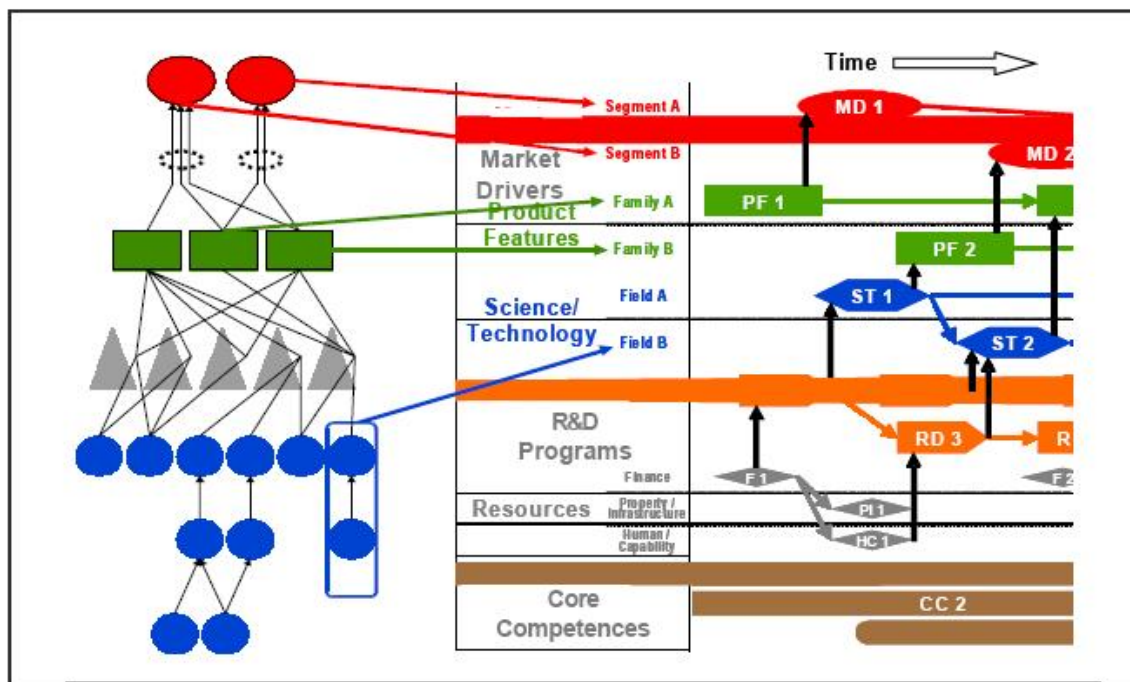 Time
Segment A
MD 1
Segment B
MD 2
Market
Drivers
Family A
PF 1
Product
Features
Family B
PF 2
Field A
ST 1
Science/
Technology
Field B
ST 2
R&D
Programs
RD 3
R
Finance
F 1
F 2
Resources
Property /
Infrastructure
PI 1
Human /
Capability
HC 1
CC 2
Core
Competences